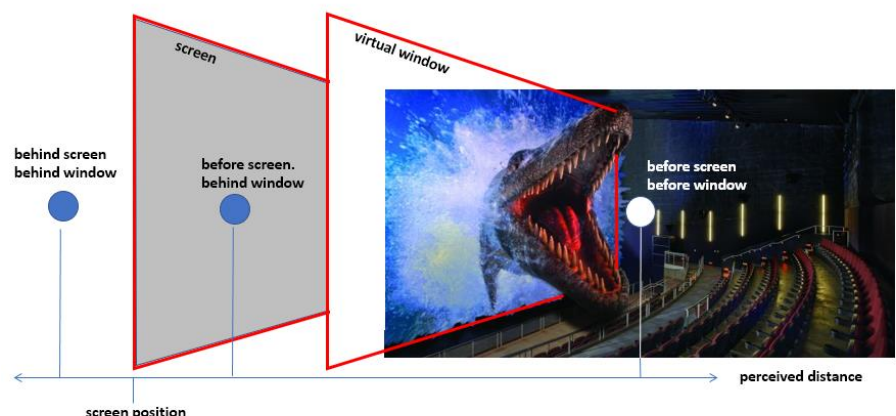 screen
virtual window
behind screen
behind window
before screen.
behind window
before screen
before window
perceived distance
screen position